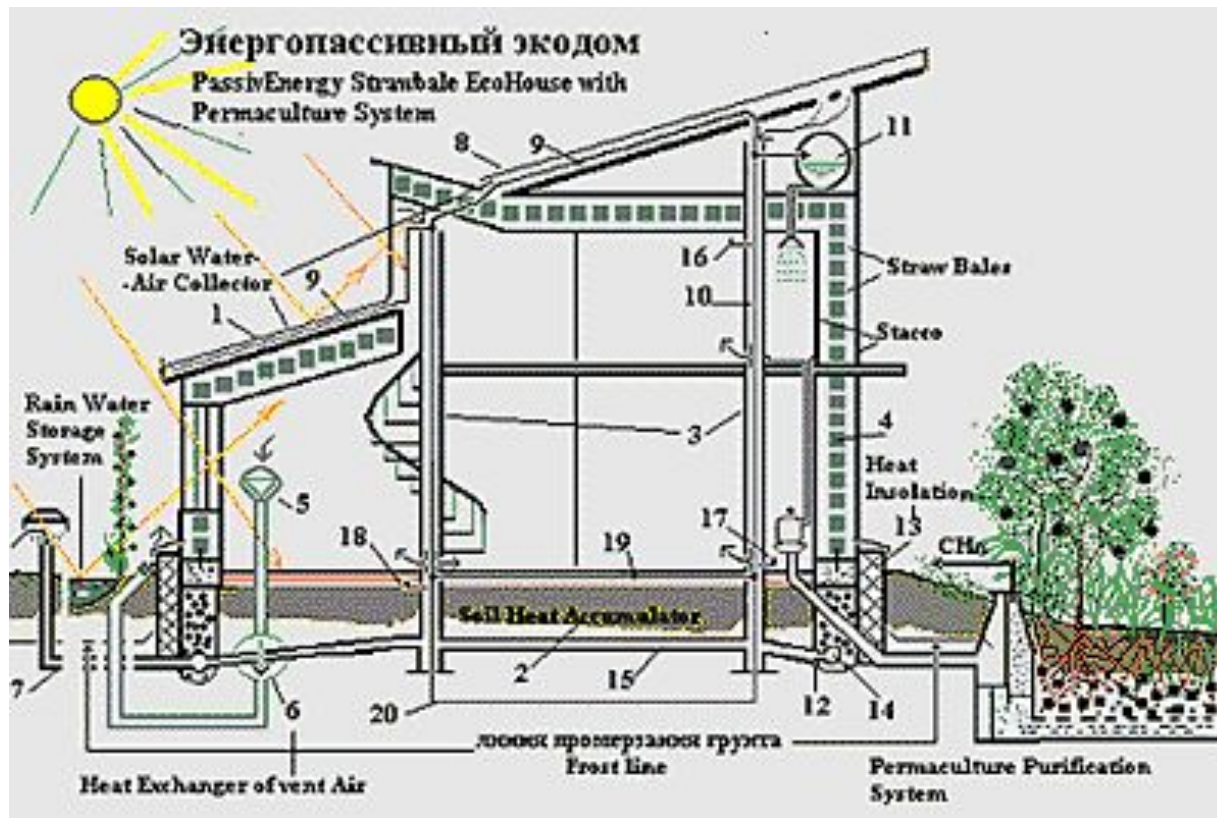 Энергопассивный экодом
PassivEnergy Strawbale EcoHouse with
Permaculture System
8
9
11
Solar Water-
-Air Collector
9
1
16
10
Straw Bales
Stacco
Rain Water
Storage
System
3
4
5
Heat
Insolation
17
13
18
19
CHn
Soil Heat Accumulator
7
6
2
15
20
12
14
линия промерзания грунта
Frost line
Heat Exchanger of vent Air
Permaculture Purification
System